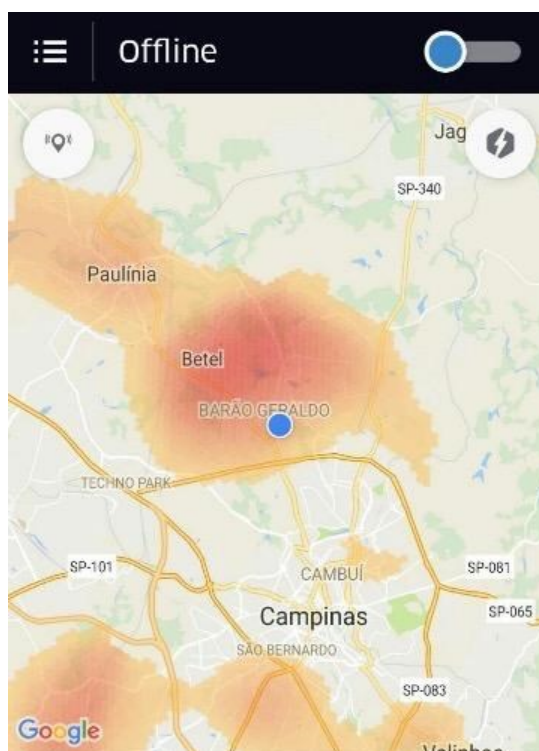 Offline
Jag
SP-340
Paulínia
Betel
BARÃO GERALDO
TECHNO PARK
SP-101
CAMBUÍ
SP-081
Campinas
SP-065
SÃO BERNARDO
SP-083
Google
Valinhos